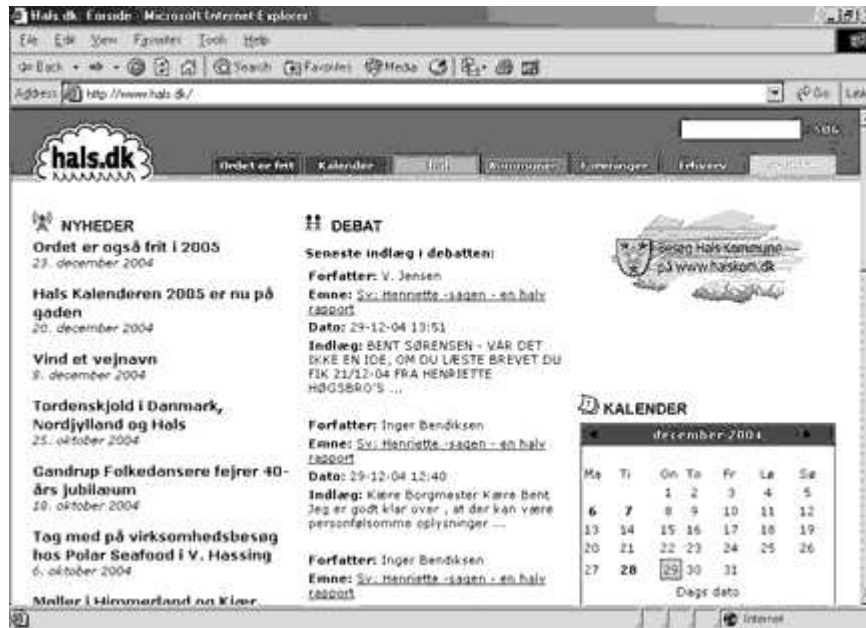 Hals.dk Forside - Microsoft Internet Explorer
File Edit View Favorites Tools Help
Back Search Favorites Media
Address http://www.hals.dk/ Go Link
hals.dk
SØG
Ordet er frit Kalender Kommunen Foreninger Erhverv
NYHEDER
Ordet er også frit i 2005
23. december 2004
Hals Kalenderen 2005 er nu på
gaden
20. december 2004
Vind et vejnavn
8. december 2004
Tordenskjold i Danmark,
Nordjylland og Hals
25. oktober 2004
Gandrup Folkedansere fejrer 40-
års jubilæum
18. oktober 2004
Tag med på virksomhedsbesøg
hos Polar Seafood i V. Hassing
6. oktober 2004
Møller i Himmerland og Kjær
DEBAT
Seneste indlæg i debatten:
Forfatter: V. Jensen
Emne: Sv: Henriette -sagen - en halv
rapport
Dato: 29-12-04 13:51
Indlæg: BENT SØRENSEN - VAR DET
IKKE EN IDE, OM DU LÆSTE BREVET DU
FIK 21/12-04 FRA HENRIETTE
HØGSBRO'S ...
Forfatter: Inger Bendiksen
Emne: Sv: Henriette -sagen - en halv
rapport
Dato: 29-12-04 12:40
Indlæg: Kære Borgmester Kære Bent
Jeg er godt klar over , at der kan være
personfølsomme oplysninger ...
Forfatter: Inger Bendiksen
Emne: Sv: Henriette -sagen - en halv
rapport
Besøg Hals Kommune
på www.halskom.dk
KALENDER
december 2004
Ma Ti On To Fr Lø Sø
1 2 3 4 5
6 7 8 9 10 11 12
13 14 15 16 17 18 19
20 21 22 23 24 25 26
27 28 29 30 31
Dags dato
Internet